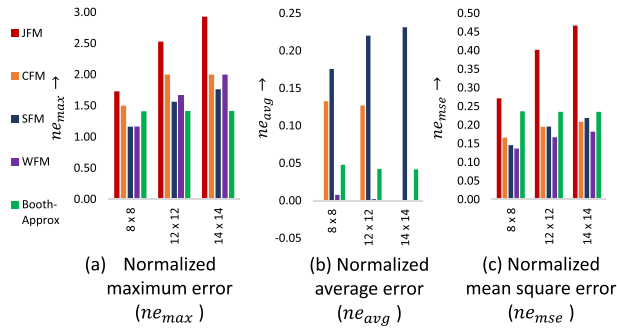 JFM
CFM
SFM
WFM
Booth-
Approx
ne_max →
3.00
2.50
2.00
1.50
1.00
0.50
0.00
8 x 8
12 x 12
14 x 14
(a) Normalized
maximum error
(ne_max )
ne_avg →
0.25
0.20
0.15
0.10
0.05
0.00
-0.05
8 x 8
12 x 12
14 x 14
(b) Normalized
average error
(ne_avg )
ne_mse →
0.50
0.45
0.40
0.35
0.30
0.25
0.20
0.15
0.10
0.05
0.00
8 x 8
12 x 12
14 x 14
(c) Normalized
mean square error
(ne_mse )